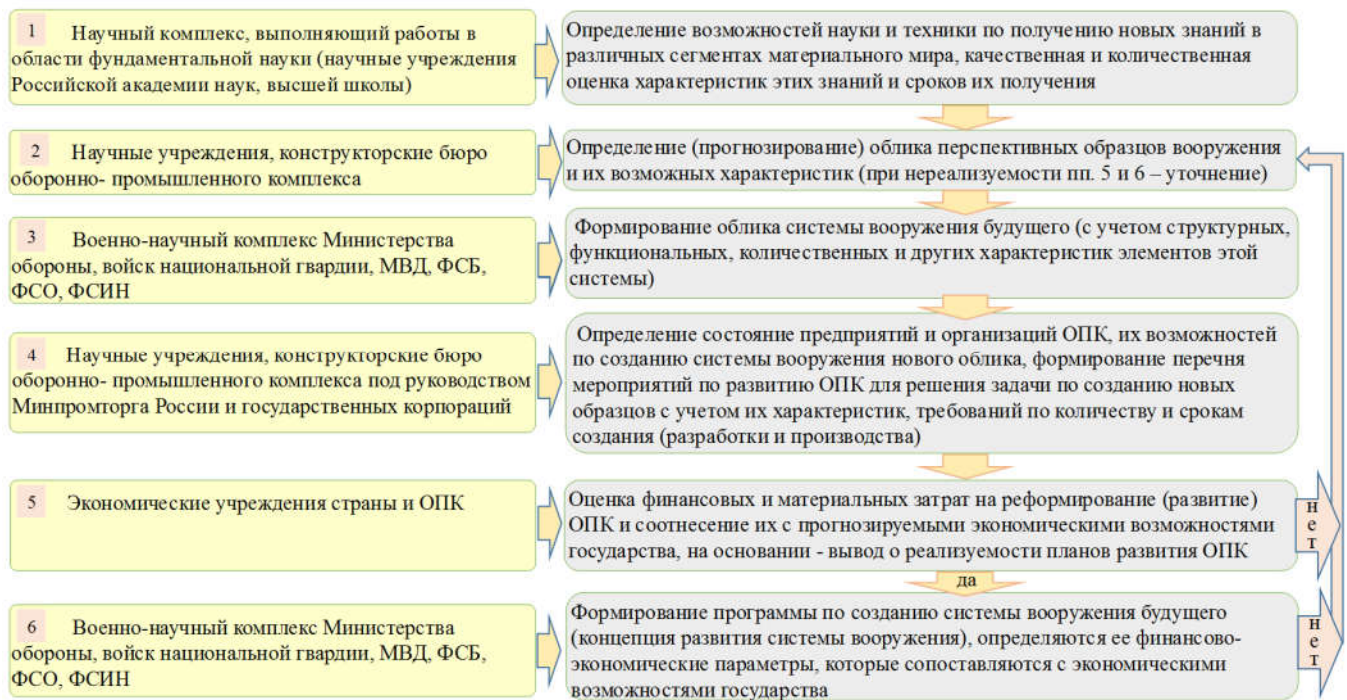 1 Научный комплекс, выполняющий работы в
области фундаментальной науки (научные учреждения
Российской академии наук, высшей школы)
Определение возможностей науки и техники по получению новых знаний в
различных сегментах материального мира, качественная и количественная
оценка характеристик этих знаний и сроков их получения
2 Научные учреждения, конструкторские бюро
оборонно- промышленного комплекса
Определение (прогнозирование) облика перспективных образцов вооружения
и их возможных характеристик (при нереализуемости пп. 5 и 6 – уточнение)
3 Военно-научный комплекс Министерства
обороны, войск национальной гвардии, МВД, ФСБ,
ФСО, ФСИН
Формирование облика системы вооружения будущего (с учетом структурных,
функциональных, количественных и других характеристик элементов этой
системы)
4 Научные учреждения, конструкторские бюро
оборонно- промышленного комплекса под руководством
Минпромторга России и государственных корпораций
Определение состояние предприятий и организаций ОПК, их возможностей
по созданию системы вооружения нового облика, формирование перечня
мероприятий по развитию ОПК для решения задачи по созданию новых
образцов с учетом их характеристик, требований по количеству и срокам
создания (разработки и производства)
5 Экономические учреждения страны и ОПК
Оценка финансовых и материальных затрат на реформирование (развитие)
ОПК и соотнесение их с прогнозируемыми экономическими возможностями
государства, на основании - вывод о реализуемости планов развития ОПК
нет
да
6 Военно-научный комплекс Министерства
обороны, войск национальной гвардии, МВД, ФСБ,
ФСО, ФСИН
Формирование программы по созданию системы вооружения будущего
(концепция развития системы вооружения), определяются ее финансово-
экономические параметры, которые сопоставляются с экономическими
возможностями государства
нет